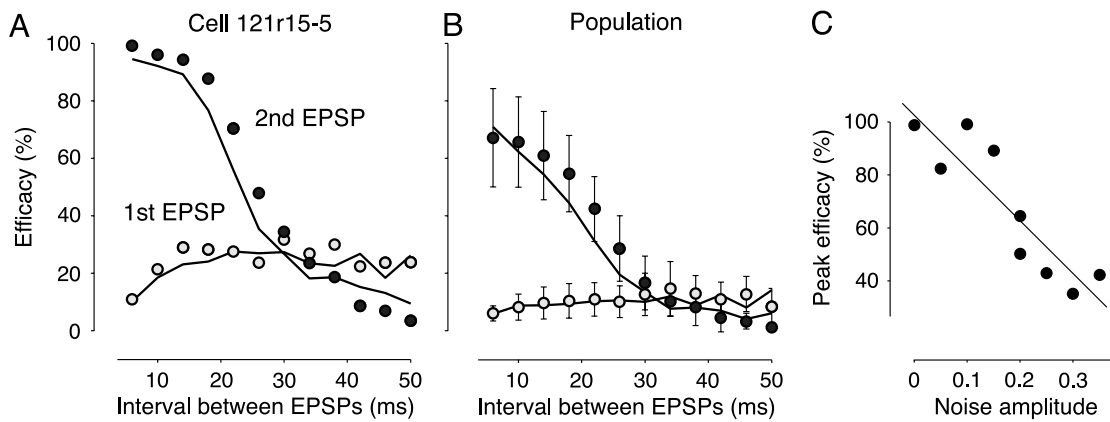 A
Cell 121r15-5
Efficacy (%)
100
80
60
40
20
0
2nd EPSP
1st EPSP
10 20 30 40 50
Interval between EPSPs (ms)
B
Population
10 20 30 40 50
Interval between EPSPs (ms)
C
Peak efficacy (%)
100
80
60
40
0 0.1 0.2 0.3
Noise amplitude